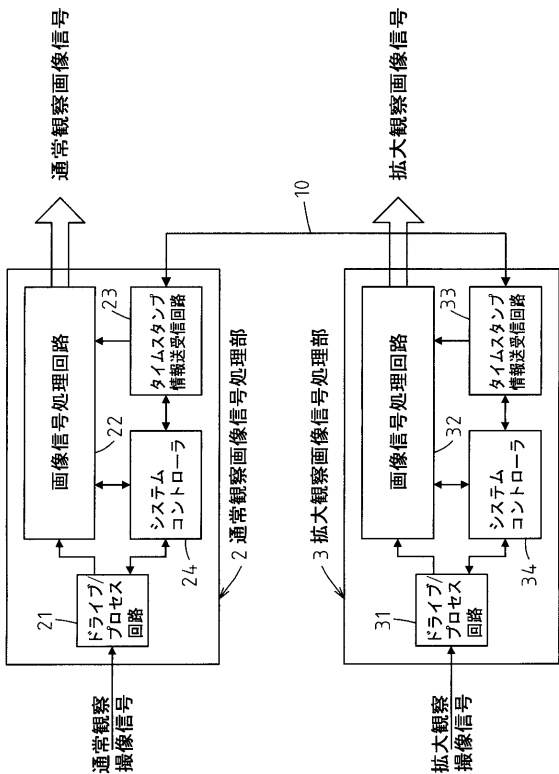 通常観察
撮像信号
21
ドライブ/
プロセス
回路
画像信号処理回路
22
システム
コントローラ
24
タイムスタンプ
情報送受信回路
23
通常観察画像信号
2 通常観察画像信号処理部
10
拡大観察
撮像信号
31
ドライブ/
プロセス
回路
画像信号処理回路
32
システム
コントローラ
34
タイムスタンプ
情報送受信回路
33
拡大観察画像信号
3 拡大観察画像信号処理部